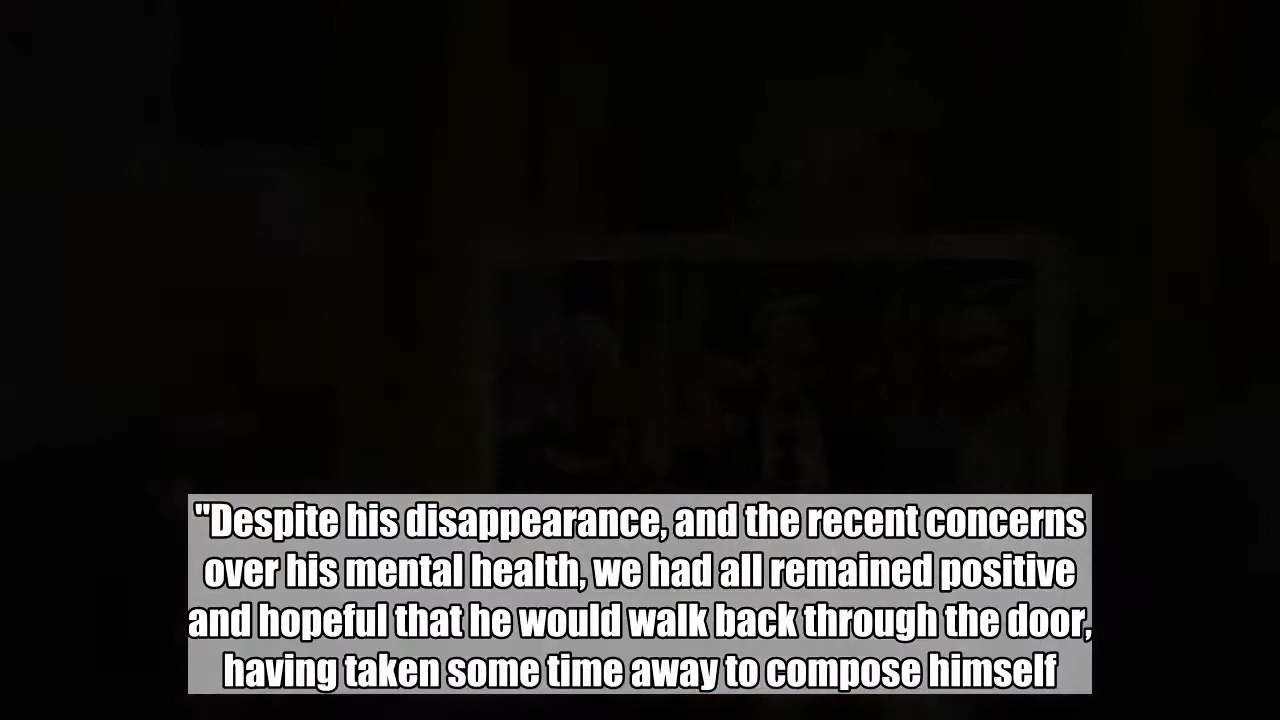 "Despite his disappearance, and the recent concerns
over his mental health, we had all remained positive
and hopeful that he would walk back through the door,
having taken some time away to compose himself